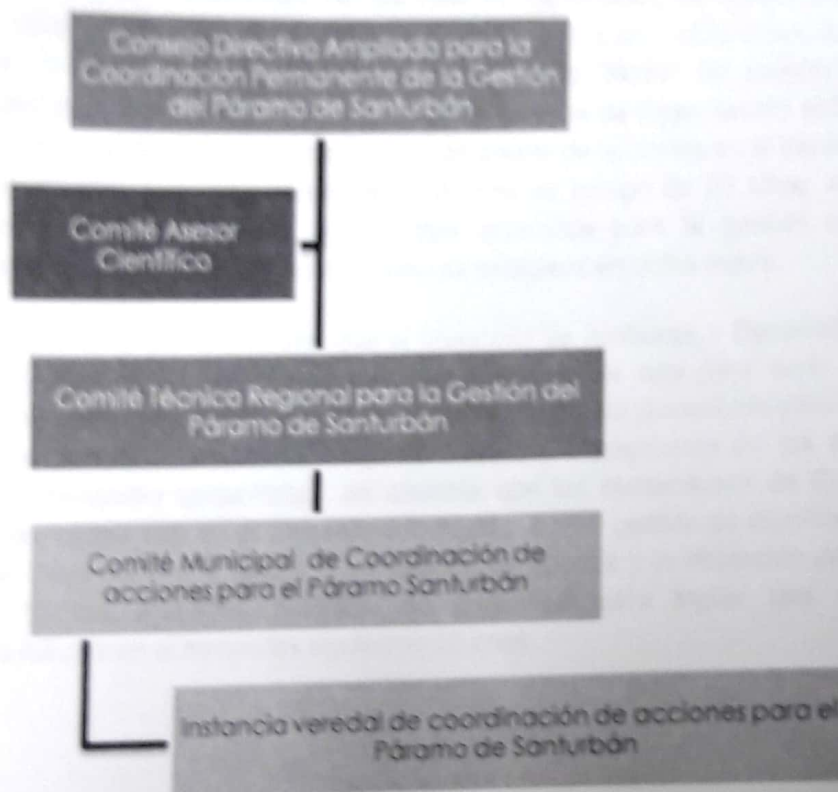 Consejo Directivo Ampliado para la
Coordinación Permanente de la Gestión
del Páramo de Santurbán
Comité Asesor
Científico
Comité Técnico Regional para la Gestión del
Páramo de Santurbán
Comité Municipal de Coordinación de
acciones para el Páramo Santurbán
Instancia veredal de coordinación de acciones para el
Páramo de Santurbán